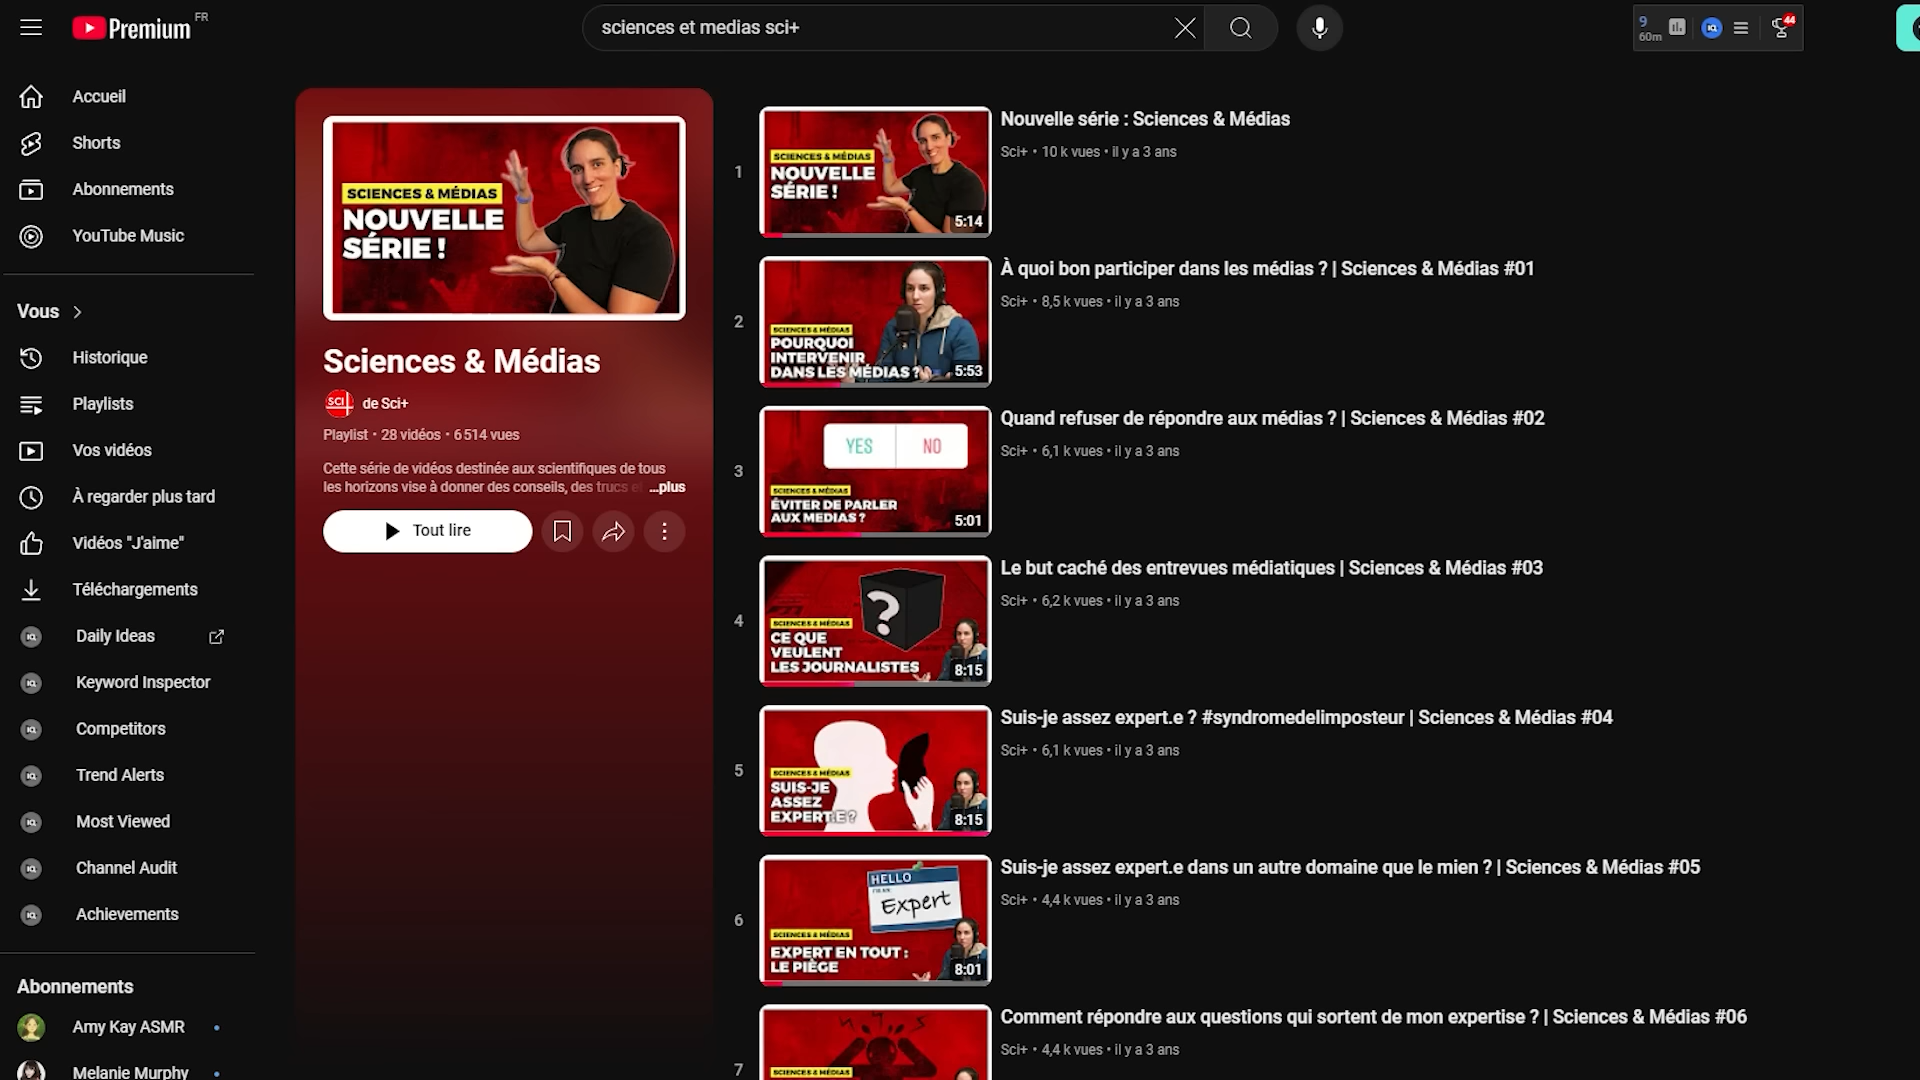 Premium FR
sciences et medias sci+
9
60m
44
Accueil
Shorts
Abonnements
YouTube Music
Vous
Historique
Playlists
Vos vidéos
À regarder plus tard
Vidéos "J'aime"
Téléchargements
Daily Ideas
Keyword Inspector
Competitors
Trend Alerts
Most Viewed
Channel Audit
Achievements
Abonnements
Amy Kay ASMR
Melanie Murphy
SCIENCES & MÉDIAS
NOUVELLE
SÉRIE !
Sciences & Médias
SCI+
de Sci+
Playlist • 28 vidéos • 6 514 vues
Cette série de vidéos destinée aux scientifiques de tous
les horizons vise à donner des conseils, des trucs et ...plus
Tout lire
1
SCIENCES & MÉDIAS
NOUVELLE
SÉRIE !
5:14
Nouvelle série : Sciences & Médias
Sci+ • 10 k vues • il y a 3 ans
2
SCIENCES & MÉDIAS
POURQUOI
INTERVENIR
DANS LES MÉDIAS ?
5:53
À quoi bon participer dans les médias ? | Sciences & Médias #01
Sci+ • 8,5 k vues • il y a 3 ans
3
YES NO
SCIENCES & MÉDIAS
ÉVITER DE PARLER
AUX MEDIAS ?
5:01
Quand refuser de répondre aux médias ? | Sciences & Médias #02
Sci+ • 6,1 k vues • il y a 3 ans
4
?
SCIENCES & MÉDIAS
CE QUE
VEULENT
LES JOURNALISTES
8:15
Le but caché des entrevues médiatiques | Sciences & Médias #03
Sci+ • 6,2 k vues • il y a 3 ans
5
SCIENCES & MÉDIAS
SUIS-JE
ASSEZ
EXPERT.E ?
8:15
Suis-je assez expert.e ? #syndromedelimposteur | Sciences & Médias #04
Sci+ • 6,1 k vues • il y a 3 ans
6
HELLO
Expert
SCIENCES & MÉDIAS
EXPERT EN TOUT :
LE PIÈGE
8:01
Suis-je assez expert.e dans un autre domaine que le mien ? | Sciences & Médias #05
Sci+ • 4,4 k vues • il y a 3 ans
7
SCIENCES & MÉDIAS
Comment répondre aux questions qui sortent de mon expertise ? | Sciences & Médias #06
Sci+ • 4,4 k vues • il y a 3 ans